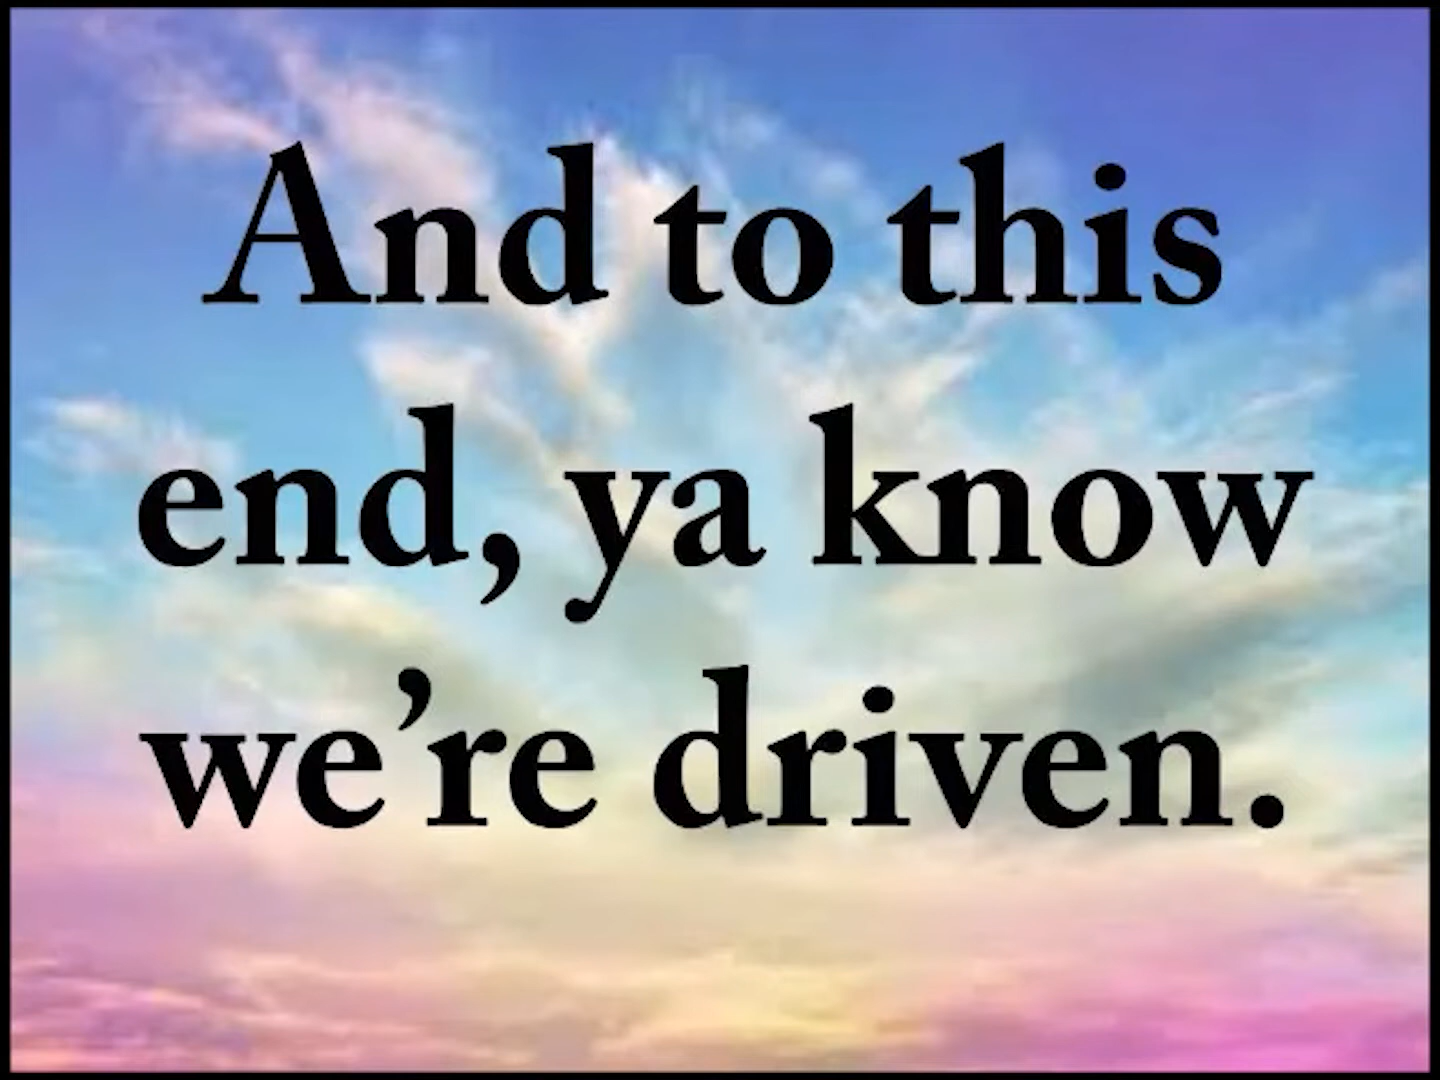 And to this
end, ya know
we’re driven.